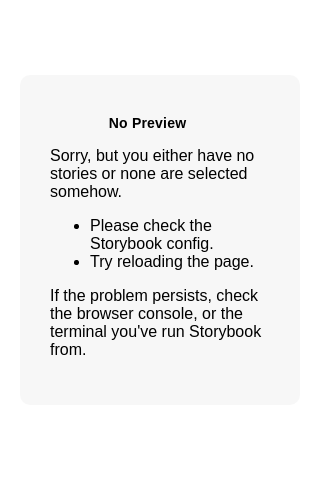 No Preview
Sorry, but you either have no
stories or none are selected
somehow.
Please check the
Storybook config.
Try reloading the page.
If the problem persists, check
the browser console, or the
terminal you've run Storybook
from.